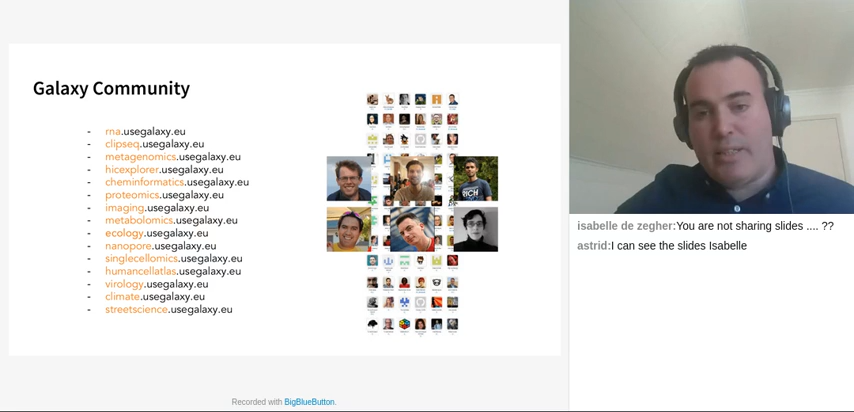 Galaxy Community
- rna.usegalaxy.eu
- clipseq.usegalaxy.eu
- metagenomics.usegalaxy.eu
- hicexplorer.usegalaxy.eu
- cheminformatics.usegalaxy.eu
- proteomics.usegalaxy.eu
- imaging.usegalaxy.eu
- metabolomics.usegalaxy.eu
- ecology.usegalaxy.eu
- nanopore.usegalaxy.eu
- singlecellomics.usegalaxy.eu
- humancellatlas.usegalaxy.eu
- virology.usegalaxy.eu
- climate.usegalaxy.eu
- streetscience.usegalaxy.eu
RICH
Recorded with BigBlueButton.
isabelle de zegher:You are not sharing slides .... ??
astrid:I can see the slides Isabelle